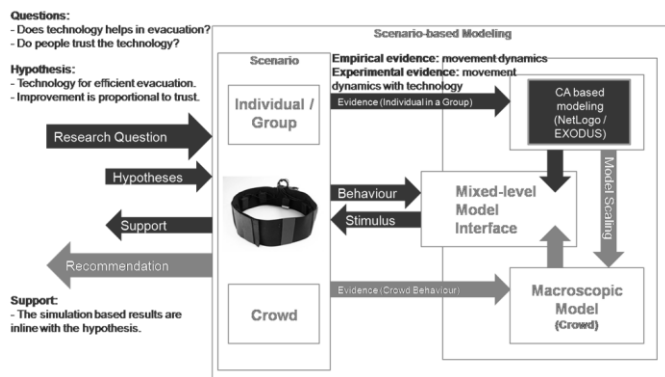 Questions:
- Does technology helps in evacuation?
- Do people trust the technology?
Hypothesis:
- Technology for efficient evacuation.
- Improvement is proportional to trust.
Research Question
Hypotheses
Support
Recommendation
Support:
- The simulation based results are
inline with the hypothesis.
Scenario-based Modeling
Scenario
Individual /
Group
Crowd
Empirical evidence: movement dynamics
Experimental evidence: movement
dynamics with technology
Evidence (Individual in a Group)
Behaviour
Stimulus
Evidence (Crowd Behaviour)
CA based
modeling
(NetLogo /
EXODUS)
Mixed-level
Model
Interface
Model Scaling
Macroscopic
Model
(Crowd)